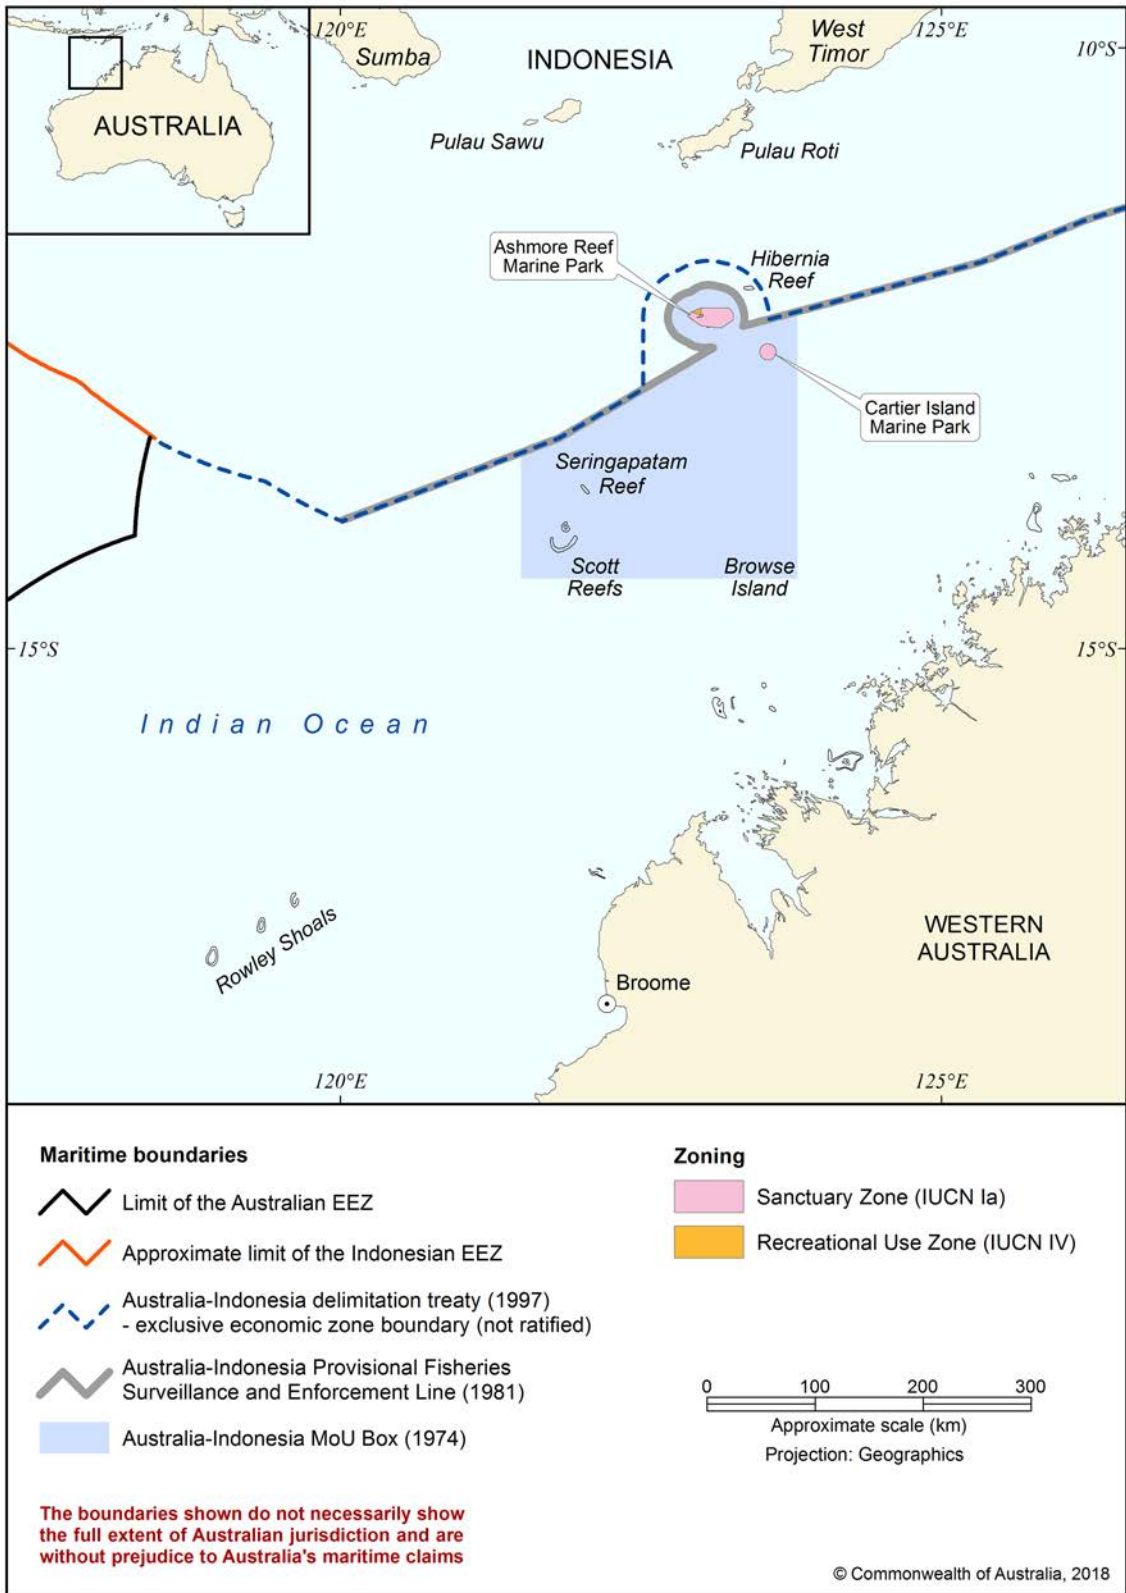 120°E
125°E
10°S
Sumba
INDONESIA
West
Timor
AUSTRALIA
Pulau Sawu
Pulau Roti
Ashmore Reef
Marine Park
Hibernia
Reef
Cartier Island
Marine Park
Seringapatam
Reef
Scott
Reefs
Browse
Island
15°S
15°S
Indian Ocean
Rowley Shoals
WESTERN
AUSTRALIA
Broome
120°E
125°E
Maritime boundaries
Limit of the Australian EEZ
Approximate limit of the Indonesian EEZ
Australia-Indonesia delimitation treaty (1997)
- exclusive economic zone boundary (not ratified)
Australia-Indonesia Provisional Fisheries
Surveillance and Enforcement Line (1981)
Australia-Indonesia MoU Box (1974)
The boundaries shown do not necessarily show
the full extent of Australian jurisdiction and are
without prejudice to Australia's maritime claims
Zoning
Sanctuary Zone (IUCN Ia)
Recreational Use Zone (IUCN IV)
0 100 200 300
Approximate scale (km)
Projection: Geographics
© Commonwealth of Australia, 2018